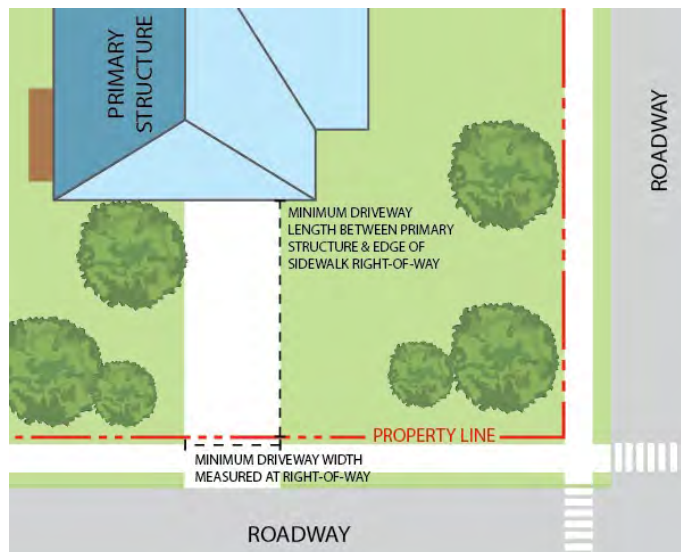 PRIMARY
STRUCTURE
ROADWAY
MINIMUM DRIVEWAY
LENGTH BETWEEN PRIMARY
STRUCTURE & EDGE OF
SIDEWALK RIGHT-OF-WAY
PROPERTY LINE
MINIMUM DRIVEWAY WIDTH
MEASURED AT RIGHT-OF-WAY
ROADWAY